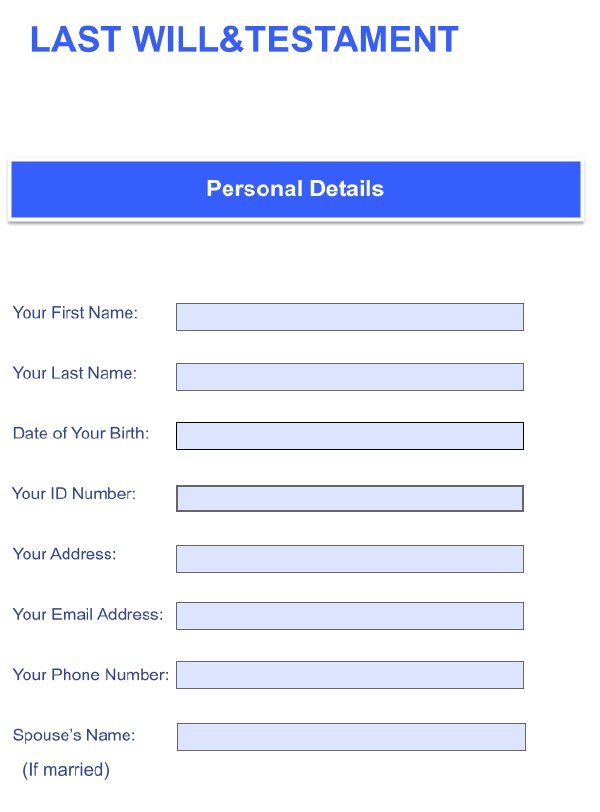 LAST WILL&TESTAMENT
Personal Details
Your First Name:
Your Last Name:
Date of Your Birth:
Your ID Number:
Your Address:
Your Email Address:
Your Phone Number:
Spouse’s Name:
(If married)